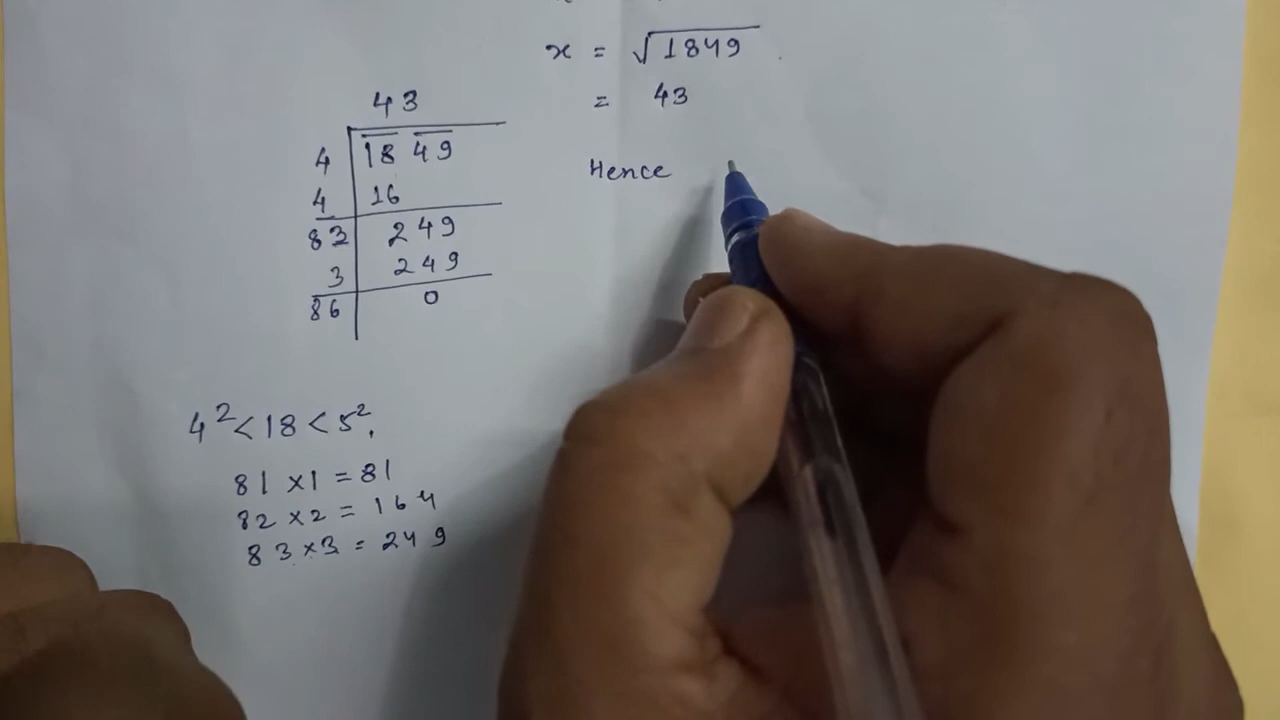 x = √1849
= 43
Hence
43
4 18 49
4 16
83 249
3 249
86 0
4² < 18 < 5².
81 × 1 = 81
82 × 2 = 164
83 × 3 = 249